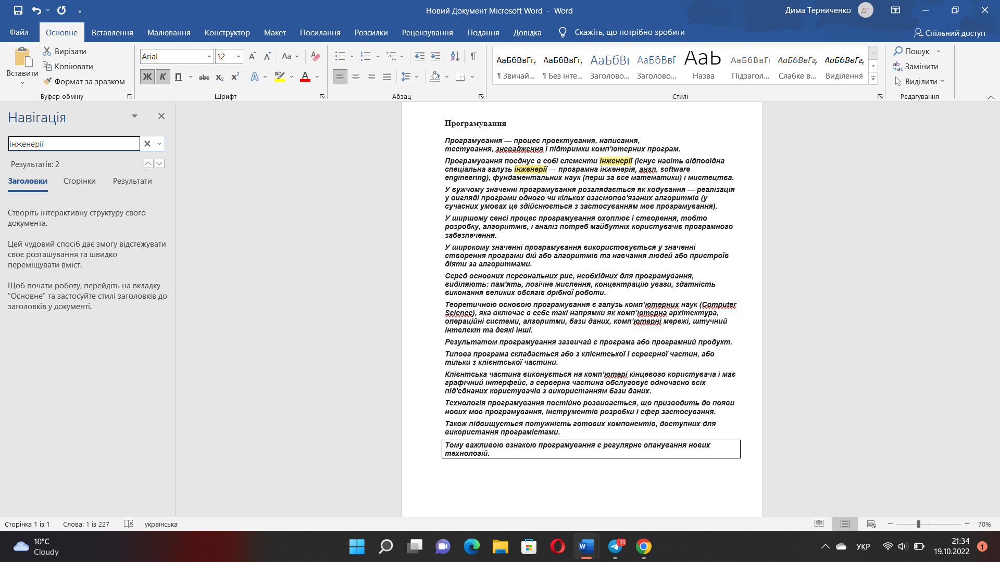 Новий Документ Microsoft Word - Word
Дима Терниченко
ДТ
Файл Основне Вставлення Малювання Конструктор Макет Посилання Розсилки Рецензування Подання Довідка Скажіть, що потрібно зробити Спільний доступ
Вставити
Вирізати
Копіювати
Формат за зразком
Буфер обміну
Arial 12
Aa
Ж К П abc x₂ x² A ab A
Шрифт
Абзац
АаБбВвГг, АаБбВвГг, АаБбВ АаБбВвГ АаЬ АаБбВвГ АаБбВвГг, АаБбВвГг,
¶ Звичай... ¶ Без інте... Заголово... Заголово... Назва Підзагол... Слабке в... Виділення
Стилі
Пошук
Замінити
Виділити
Редагування
Навігація
інженерії
Результатів: 2
Заголовки Сторінки Результати
Створіть інтерактивну структуру свого
документа.
Цей чудовий спосіб дає змогу відстежувати
своє розташування та швидко
переміщувати вміст.
Щоб почати роботу, перейдіть на вкладку
"Основне" та застосуйте стилі заголовків до
заголовків у документі.
Програмування
Програмування — процес проектування, написання,
тестування, зневадження і підтримки комп'ютерних програм.
Програмування поєднує в собі елементи інженерії (існує навіть відповідна
спеціальна галузь інженерії — програмна інженерія, англ. software
engineering), фундаментальних наук (перш за все математики) і мистецтва.
У вужчому значенні програмування розглядається як кодування — реалізація
у вигляді програми одного чи кількох взаємопов'язаних алгоритмів (у
сучасних умовах це здійснюється з застосуванням мов програмування).
У ширшому сенсі процес програмування охоплює і створення, тобто
розробку, алгоритмів, і аналіз потреб майбутніх користувачів програмного
забезпечення.
У широкому значенні програмування використовується у значенні
створення програми дій або алгоритмів та навчання людей або пристроїв
діяти за алгоритмами.
Серед основних персональних рис, необхідних для програмування,
виділяють: пам'ять, логічне мислення, концентрацію уваги, здатність
виконання великих обсягів дрібної роботи.
Теоретичною основою програмування є галузь комп’ютерних наук (Computer
Science), яка включає в себе такі напрямки як комп’ютерна архітектура,
операційні системи, алгоритми, бази даних, комп’ютерні мережі, штучний
інтелект та деякі інші.
Результатом програмування зазвичай є програма або програмний продукт.
Типова програма складається або з клієнтської і серверної частин, або
тільки з клієнтської частини.
Клієнтська частина виконується на комп’ютері кінцевого користувача і має
графічний інтерфейс, а серверна частина обслуговує одночасно всіх
під'єднаних користувачів з використанням бази даних.
Технологія програмування постійно розвивається, що призводить до появи
нових мов програмування, інструментів розробки і сфер застосування.
Також підвищується потужність готових компонентів, доступних для
використання програмістами.
Тому важливою ознакою програмування є регулярне опанування нових
технологій.
Сторінка 1 із 1 Слова: 1 із 227 українська
70%
10°C
Cloudy
W
..35
УКР
21:34
19.10.2022
1